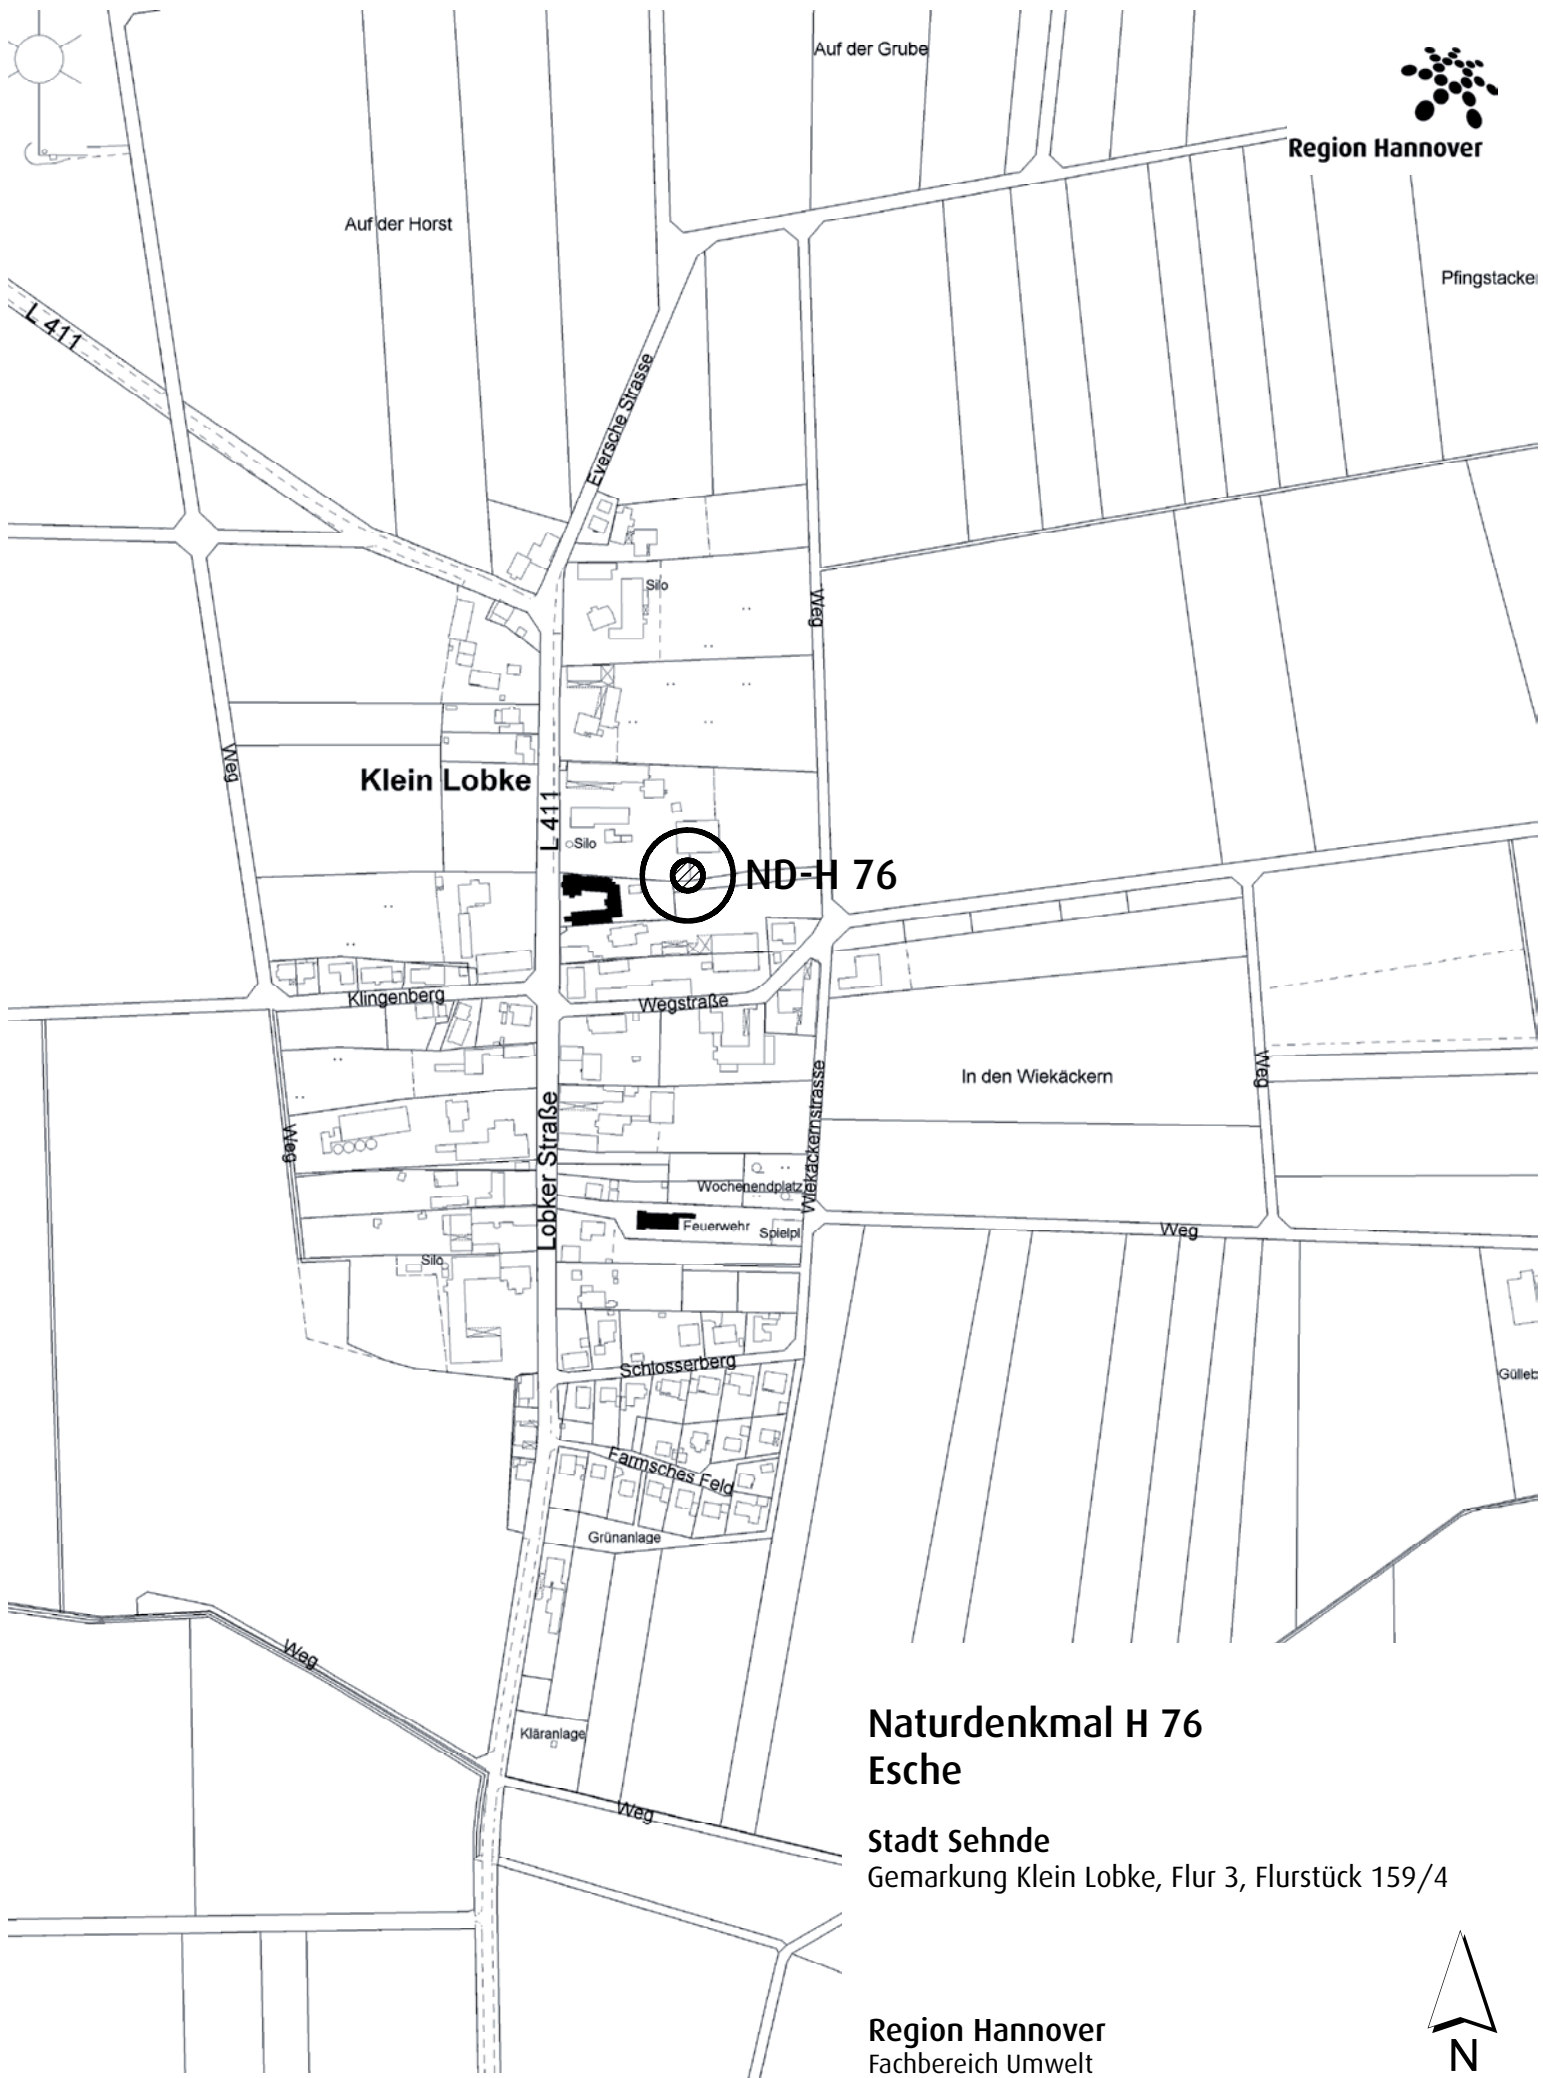 Auf der Grube
Region Hannover
Auf der Horst
Pfingstacker
L 411
Eversche Strasse
Silo
Weg
Weg
Klein Lobke
L 411
Silo
ND-H 76
Klingenberg
Wegstraße
In den Wiekäckern
Weg
Wiekäckernstrasse
Lobker Straße
Weg
Wochenendplatz
Feuerwehr
Spielpl
Weg
Silo
Schlosserberg
Gülleb
Farmsches Feld
Grünanlage
Weg
Kläranlage
Weg
Naturdenkmal H 76
Esche
Stadt Sehnde
Gemarkung Klein Lobke, Flur 3, Flurstück 159/4
Region Hannover
Fachbereich Umwelt
N